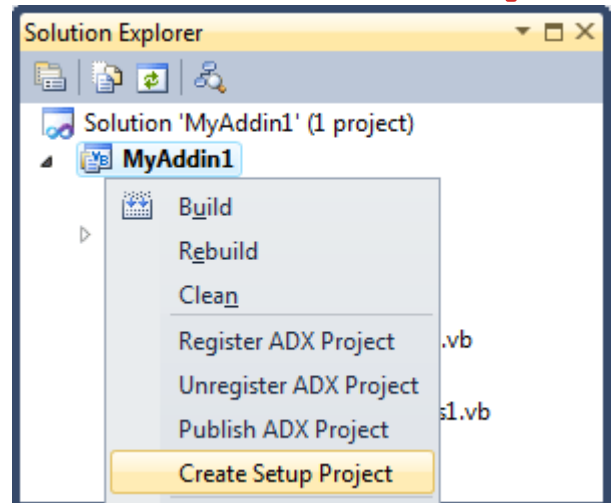 Solution Explorer
Solution 'MyAddin1' (1 project)
MyAddin1
Build
Rebuild
Clean
Register ADX Project
.vb
Unregister ADX Project
s1.vb
Publish ADX Project
Create Setup Project